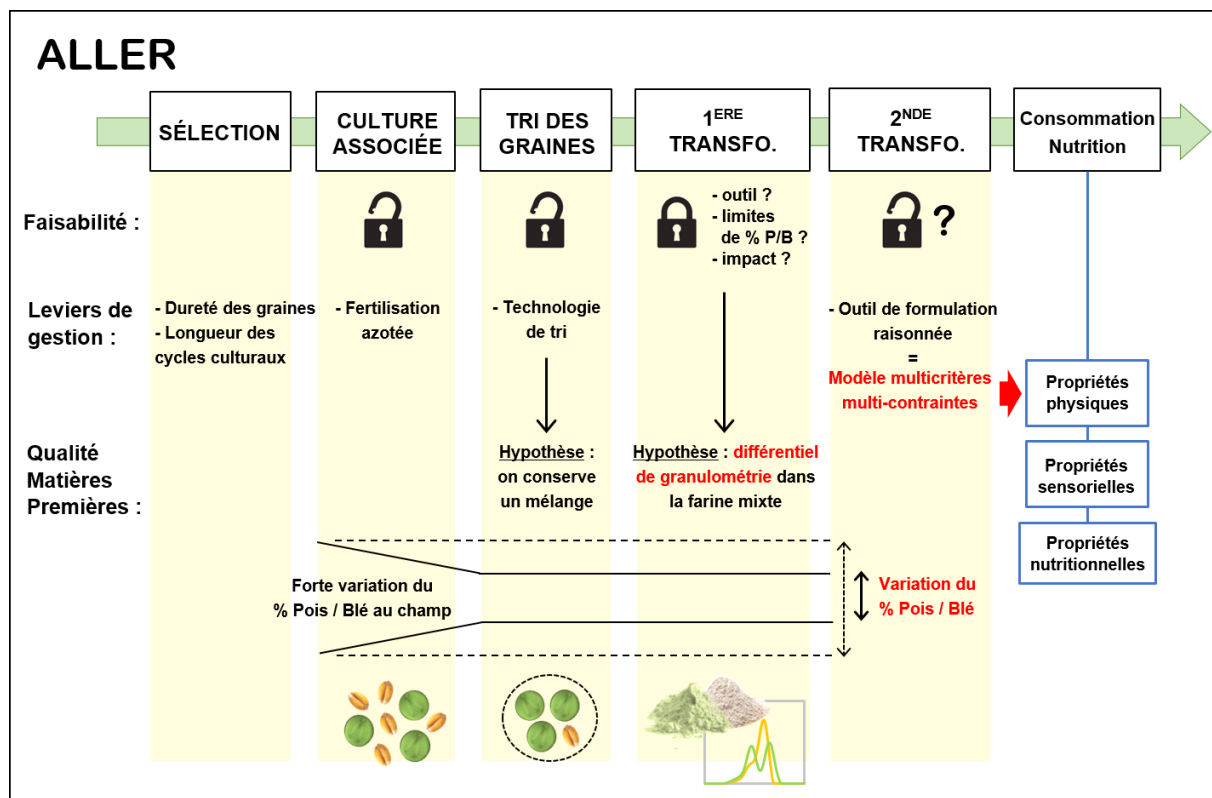 ALLER
SÉLECTION
CULTURE
ASSOCIÉE
TRI DES
GRAINES
1ERE
TRANSFO.
2NDE
TRANSFO.
Consommation
Nutrition
Faisabilité :
- outil ?
- limites
de % P/B ?
- impact ?
?
Leviers de
gestion :
- Dureté des graines
- Longueur des
cycles culturaux
- Fertilisation
azotée
- Technologie
de tri
- Outil de formulation
raisonnée
=
Modèle multicritères
multi-contraintes
Propriétés
physiques
Propriétés
sensorielles
Propriétés
nutritionnelles
Qualité
Matières
Premières :
Hypothèse :
on conserve
un mélange
Hypothèse : différentiel
de granulométrie dans
la farine mixte
Forte variation du
% Pois / Blé au champ
Variation du
% Pois / Blé